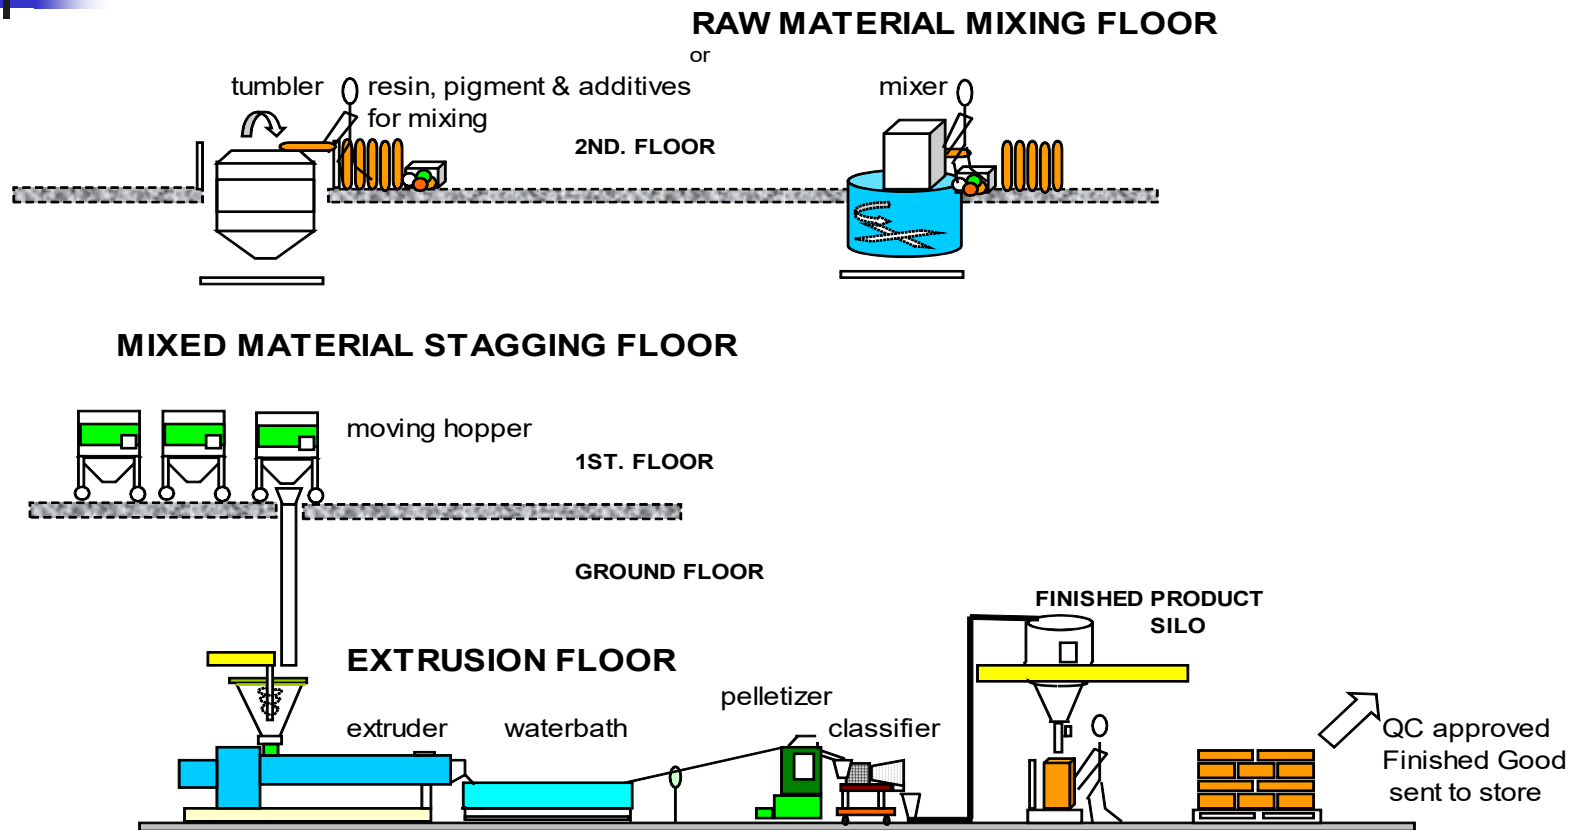 RAW MATERIAL MIXING FLOOR
or
tumbler
resin, pigment & additives
for mixing
mixer
2ND. FLOOR
MIXED MATERIAL STAGGING FLOOR
moving hopper
1ST. FLOOR
GROUND FLOOR
FINISHED PRODUCT
SILO
EXTRUSION FLOOR
pelletizer
extruder
waterbath
classifier
QC approved
Finished Good
sent to store